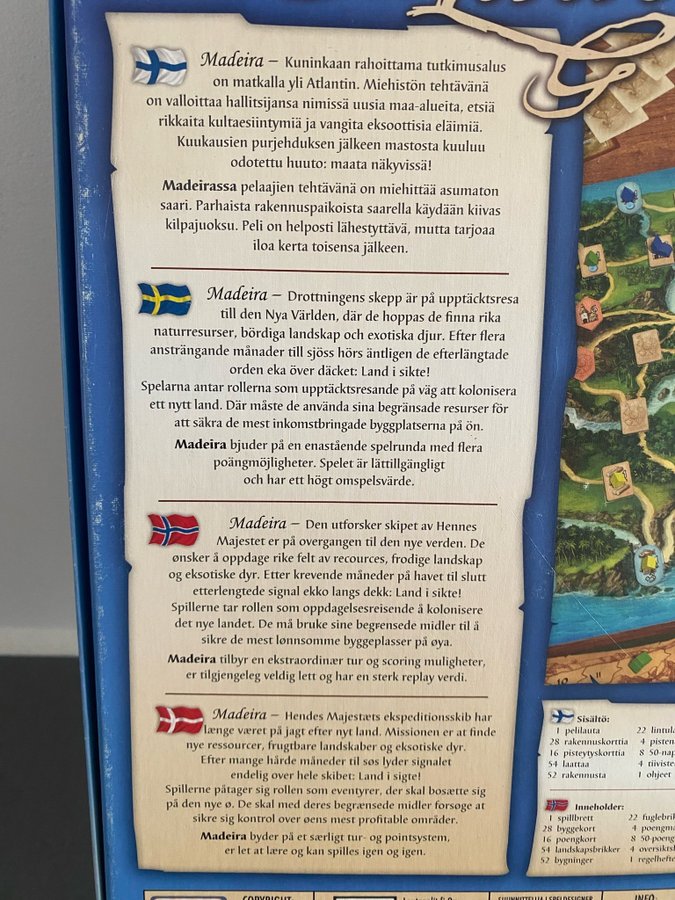 Madeira – Kuninkaan rahoittama tutkimusalus
on matkalla yli Atlantin. Miehistön tehtävänä
on valloittaa hallitsijansa nimissä uusia maa-alueita, etsiä
rikkaita kultaesiintymiä ja vangita eksoottisia eläimiä.
Kuukausien purjehduksen jälkeen mastosta kuuluu
odotettu huuto: maata näkyvissä!
Madeirassa pelaajien tehtävänä on miehittää asumaton
saari. Parhaista rakennuspaikoista saarella käydään kiivas
kilpajuoksu. Peli on helposti lähestyttävä, mutta tarjoaa
iloa kerta toisensa jälkeen.
Madeira – Drottningens skepp är på upptäcktsresa
till den Nya Världen, där de hoppas de finna rika
naturresurser, bördiga landskap och exotiska djur. Efter flera
ansträngande månader till sjöss hörs äntligen de efterlängtade
orden eka över däcket: Land i sikte!
Spelarna antar rollerna som upptäcktsresande på väg att kolonisera
ett nytt land. Där måste de använda sina begränsade resurser för
att säkra de mest inkomstbringade byggplatserna på ön.
Madeira bjuder på en enastående spelrunda med flera
poängmöjligheter. Spelet är lättillgängligt
och har ett högt omspelsvärde.
Madeira – Den utforsker skipet av Hennes
Majestet er på overgangen til den nye verden. De
ønsker å oppdage rike felt av recources, frodige landskap
og eksotiske dyr. Etter krevende måneder på havet til slutt
etterlengtede signal ekko langs dekk: Land i sikte!
Spillerne tar rollen som oppdagelsesreisende å kolonisere
det nye landet. De må bruke sine begrensede midler til å
sikre de mest lønnsomme byggeplasser på øya.
Madeira tilbyr en ekstraordinær tur og scoring muligheter,
er tilgjengeleg veldig lett og har en sterk replay verdi.
Madeira – Hendes Majestæts ekspeditionsskib har
længe været på jagt efter nyt land. Missionen er at finde
nye ressourcer, frugtbare landskaber og eksotiske dyr.
Efter mange hårde måneder til søs lyder signalet
endelig over hele skibet: Land i sigte!
Spillerne påtager sig rollen som eventyrer, der skal bosætte sig
på den nye ø. De skal med deres begrænsede midler forsøge at
sikre sig kontrol over øens mest profitable områder.
Madeira byder på et særligt tur- og pointsystem,
er let at lære og kan spilles igen og igen.
Sisältö:
1 pelilauta 22
28 rakennuskorttia 4
16 pisteytyskorttia 8
54 laattaa 4
52 rakennusta 1 ohjeet
Inneholder:
1 spillbrett 22
28 byggekort 4
16 poengkort 8
54 landskapsbrikker 4
52 bygninger 1
COPYRIGHT
INFO: